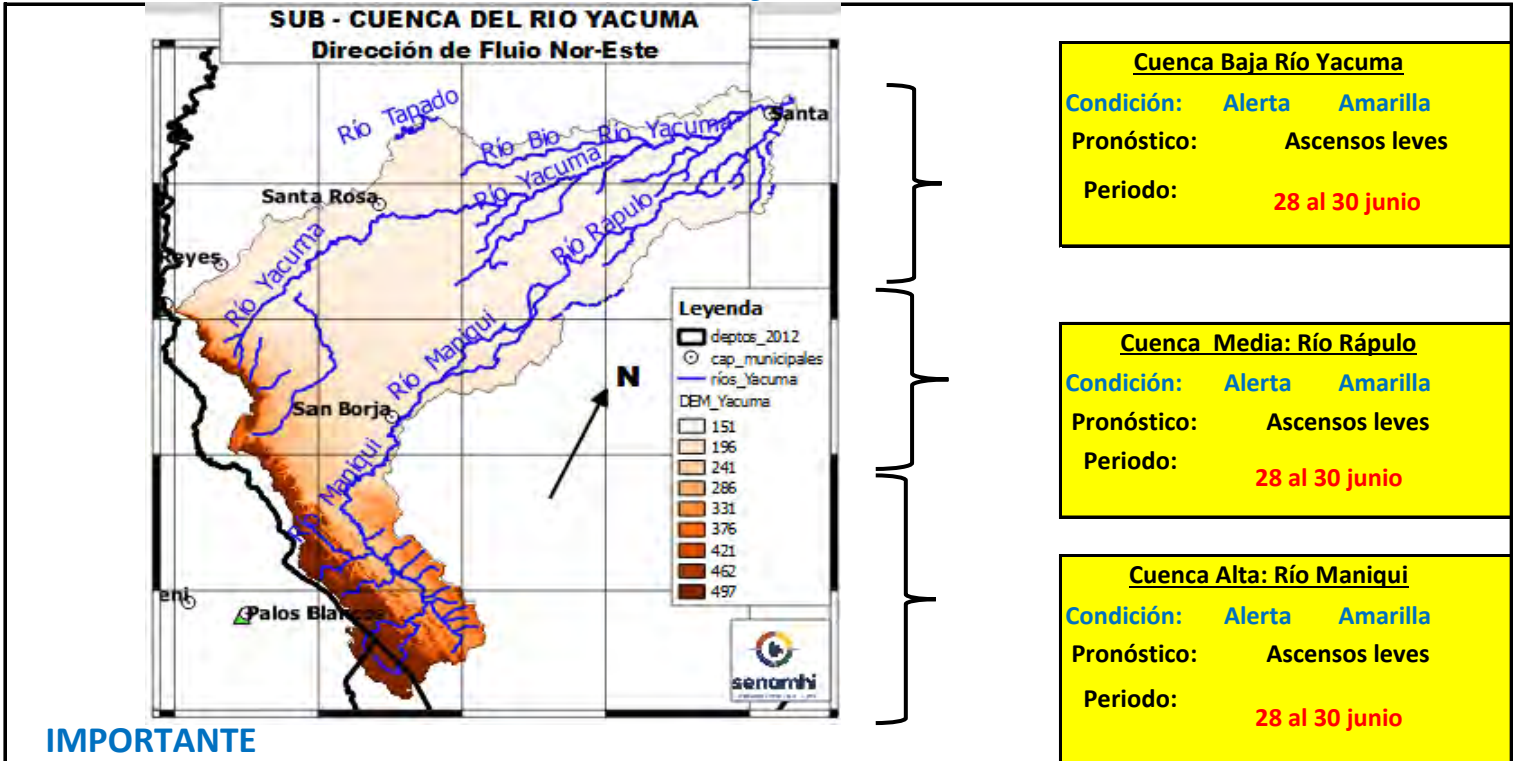 SUB - CUENCA DEL RIO YACUMA
Dirección de Fluio Nor-Este
Río Tapado
Río Bio
Río Yacuma
Santa
Río Yacuma
Santa Rosa
Río Rápulo
Reyes
Río Yacuma
Río Maniqui
San Borja
Río Maniqui
eni
Palos Blancos
N
Leyenda
deptos_2012
cap_municipales
ríos_Yacuma
DEM_Yacuma
151
196
241
286
331
376
421
462
497
senamhi
Cuenca Baja Río Yacuma
Condición: Alerta Amarilla
Pronóstico: Ascensos leves
Periodo: 28 al 30 junio
Cuenca Media: Río Rápulo
Condición: Alerta Amarilla
Pronóstico: Ascensos leves
Periodo: 28 al 30 junio
Cuenca Alta: Río Maniqui
Condición: Alerta Amarilla
Pronóstico: Ascensos leves
Periodo: 28 al 30 junio
IMPORTANTE